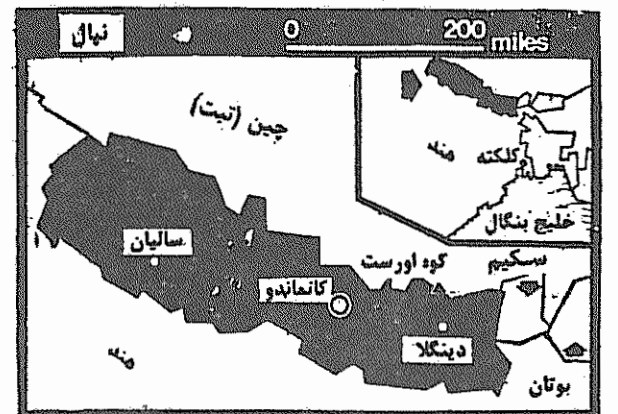 نپال
0 200 miles
چین (تبت)
هند
کلکته
خلیج بنگال
سالیان
کوه اورست
سکیم
کاتماندو
دینگلا
هند
بوتان